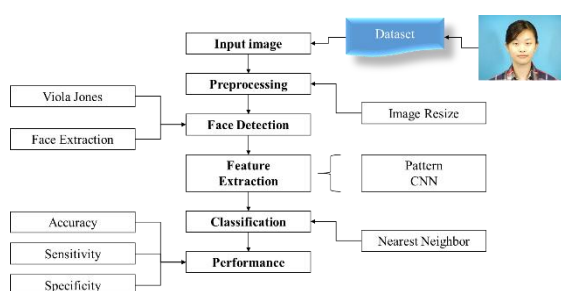 Dataset
Input image
Preprocessing
Viola Jones
Image Resize
Face Extraction
Face Detection
Feature
Extraction
Pattern
CNN
Accuracy
Classification
Nearest Neighbor
Sensitivity
Performance
Specificity